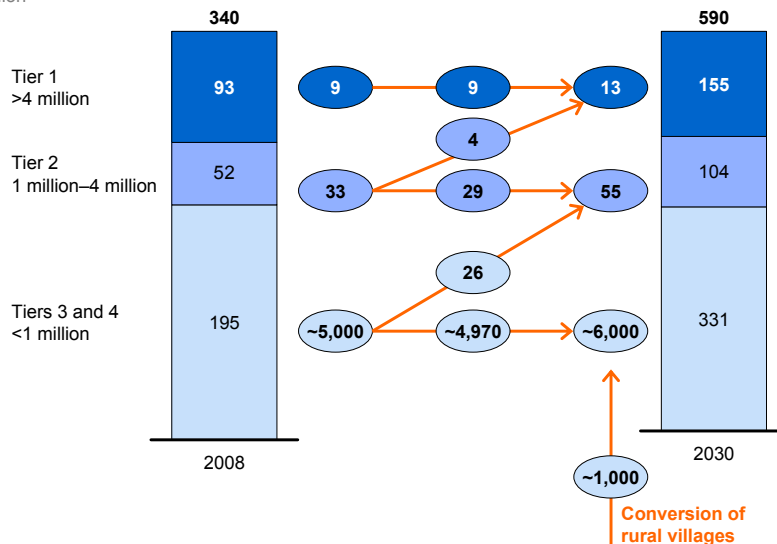 340
590
Tier 1
>4 million
93
9
9
13
155
4
Tier 2
1 million–4 million
52
33
29
55
104
26
Tiers 3 and 4
<1 million
195
~5,000
~4,970
~6,000
331
2008
2030
~1,000
Conversion of
rural villages